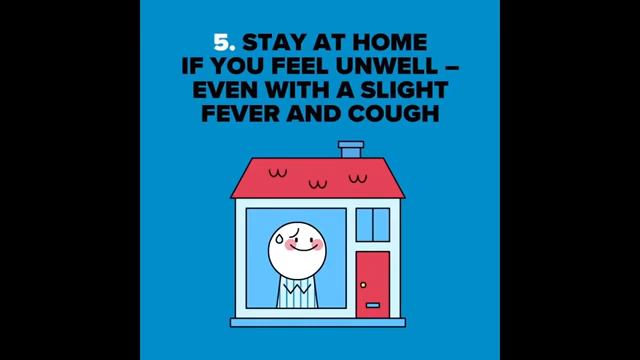 5. STAY AT HOME
IF YOU FEEL UNWELL –
EVEN WITH A SLIGHT
FEVER AND COUGH